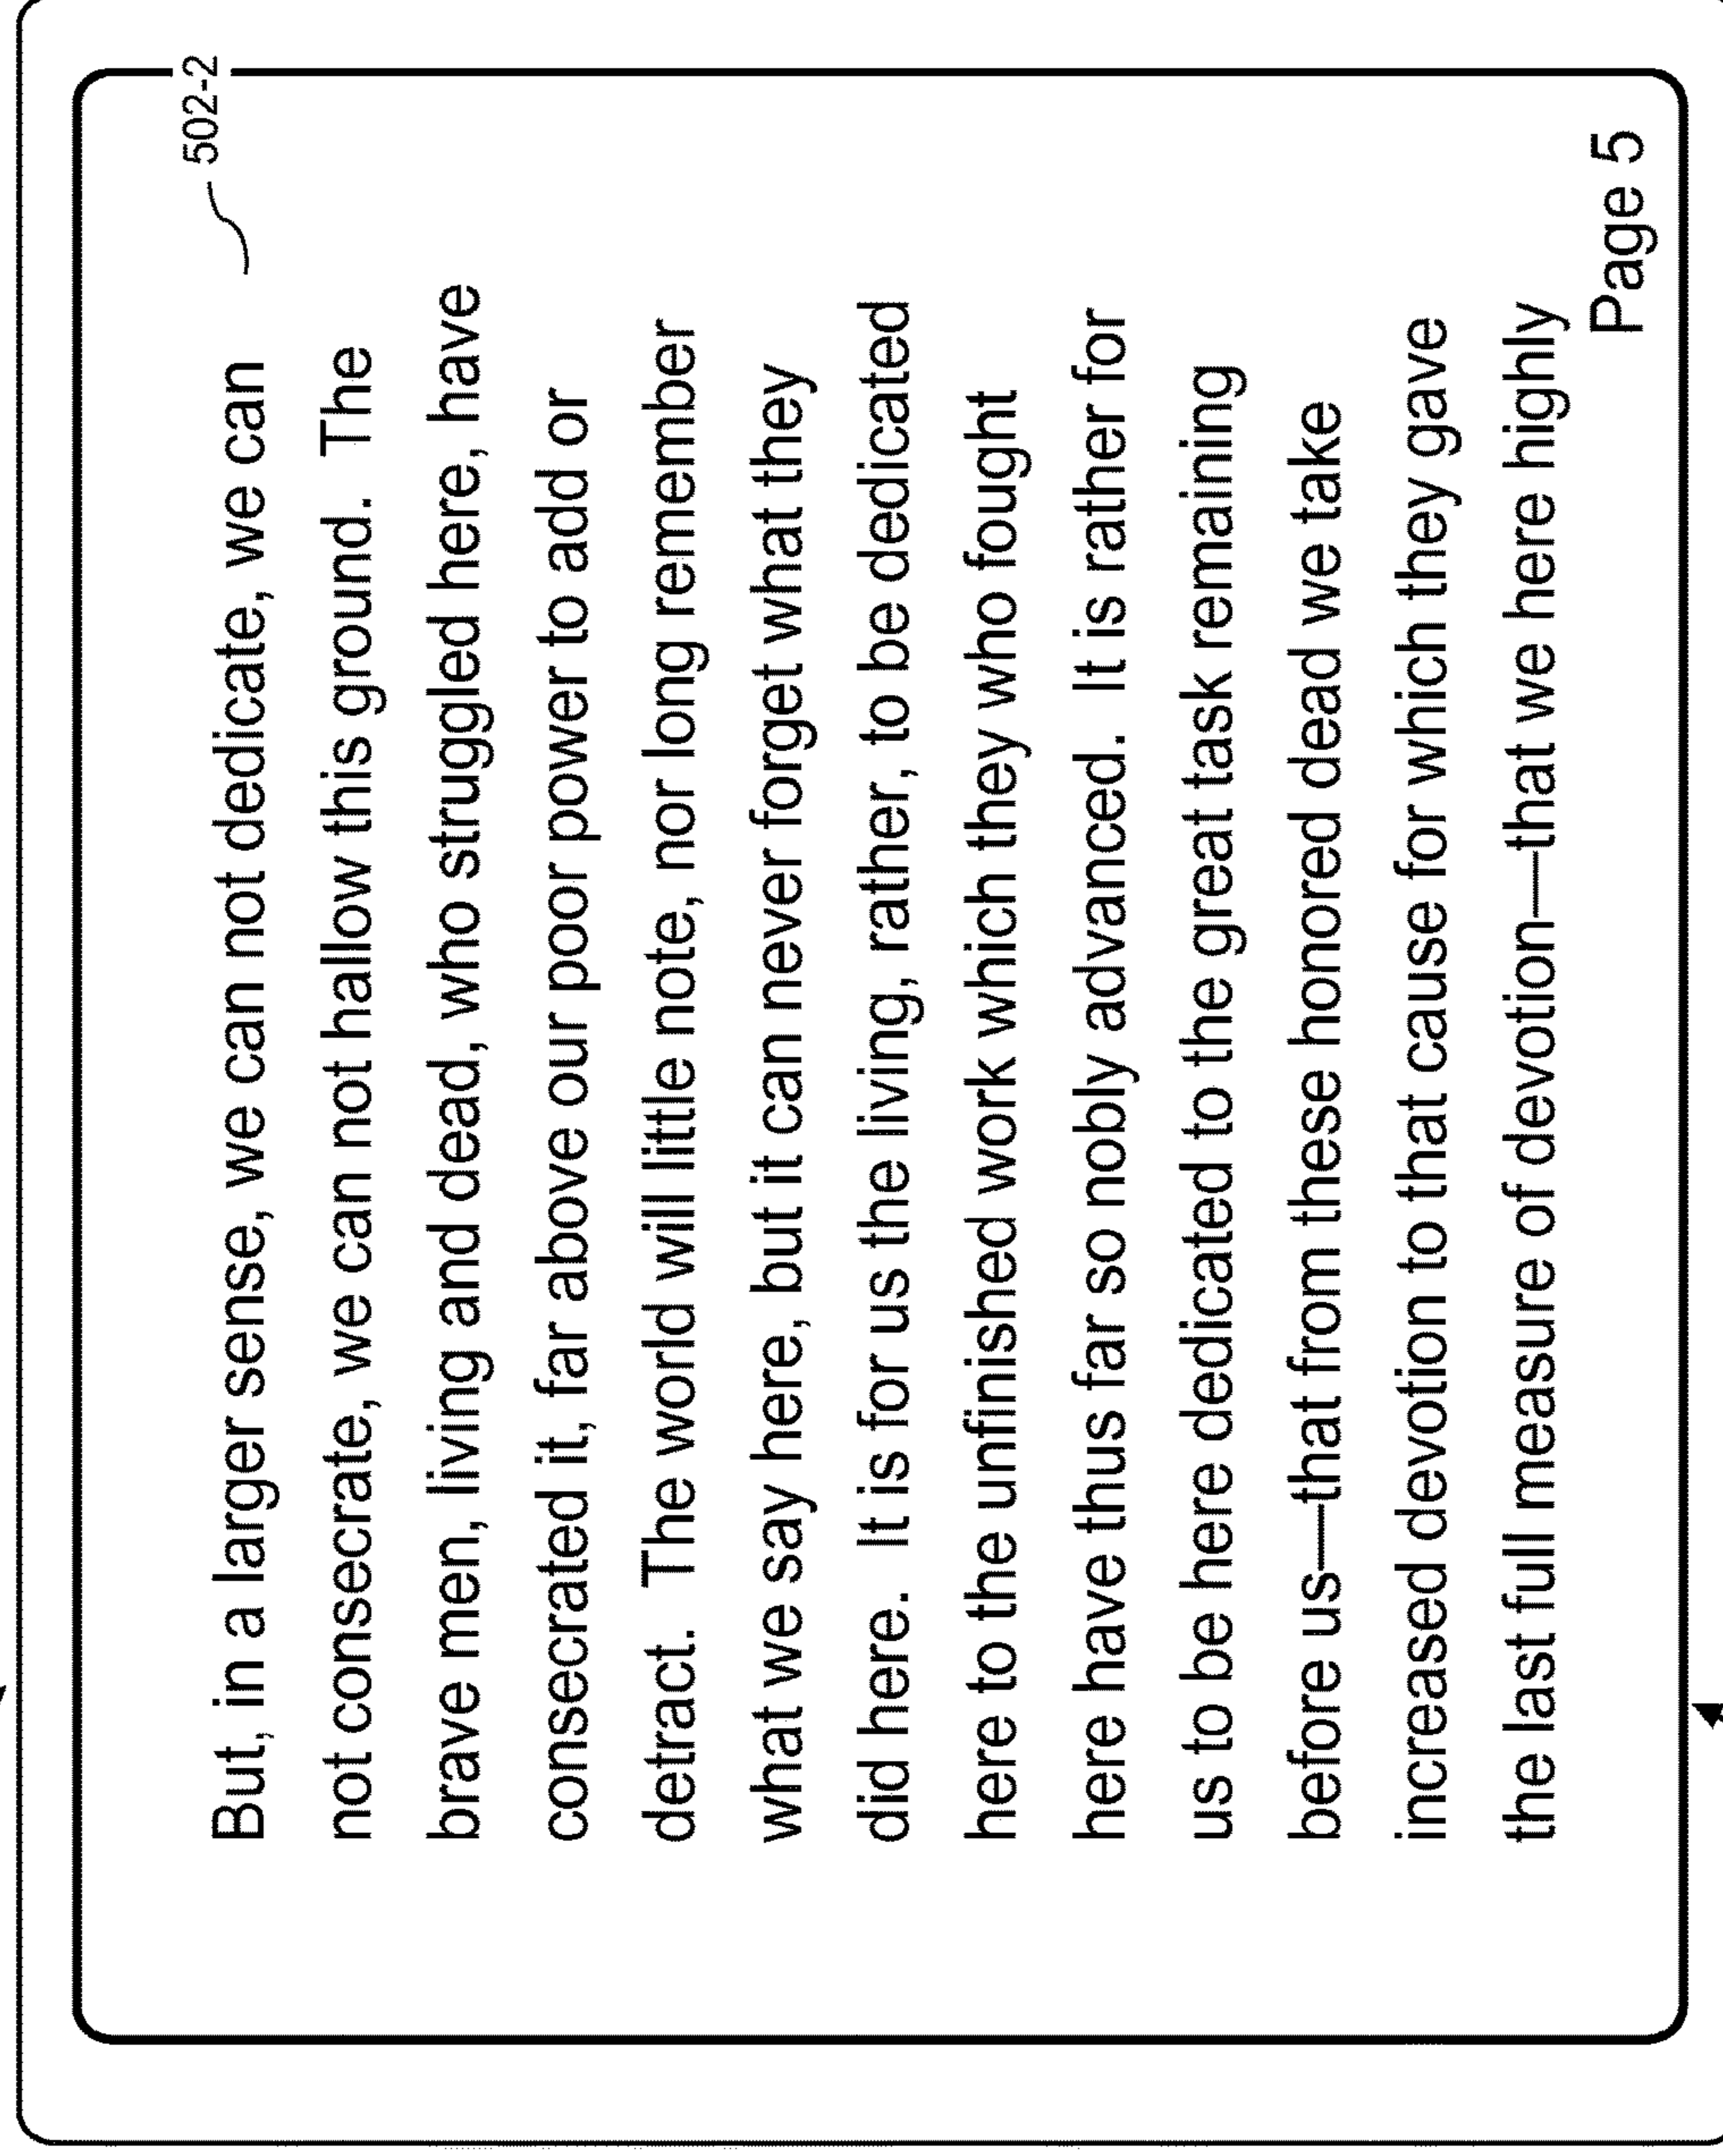 502-2
But, in a larger sense, we can not dedicate, we can
not consecrate, we can not hallow this ground.  The
brave men, living and dead, who struggled here, have
consecrated it, far above our poor power to add or
detract.  The world will little note, nor long remember
what we say here, but it can never forget what they
did here.  It is for us the living, rather, to be dedicated
here to the unfinished work which they who fought
here have thus far so nobly advanced.  It is rather for
us to be here dedicated to the great task remaining
before us—that from these honored dead we take
increased devotion to that cause for which they gave
the last full measure of devotion—that we here highly
Page 5